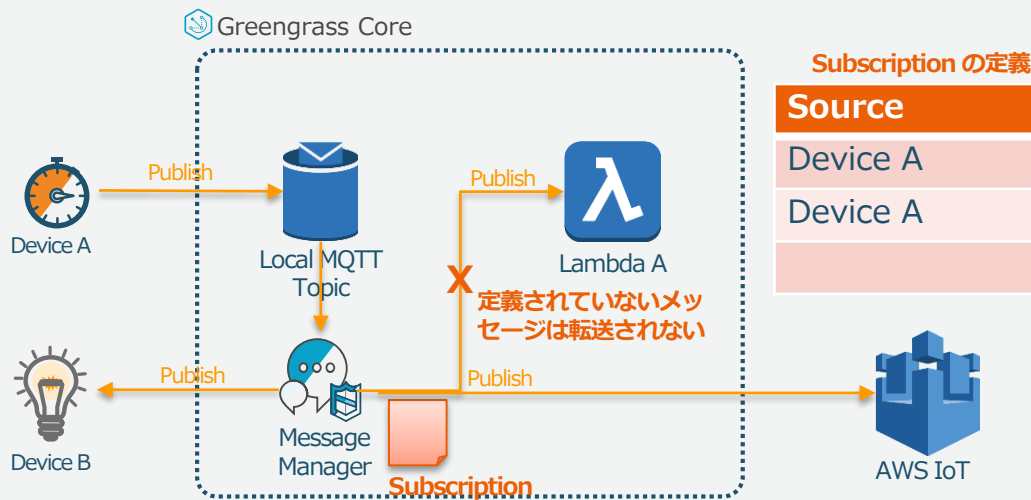 Greengrass Core
Subscription の定義
Source
Device A
Device A
Publish
Publish
Device A
Local MQTT
Topic
Lambda A
X
定義されていないメッ
セージは転送されない
Publish
Publish
Device B
Message
Manager
Subscription
AWS IoT